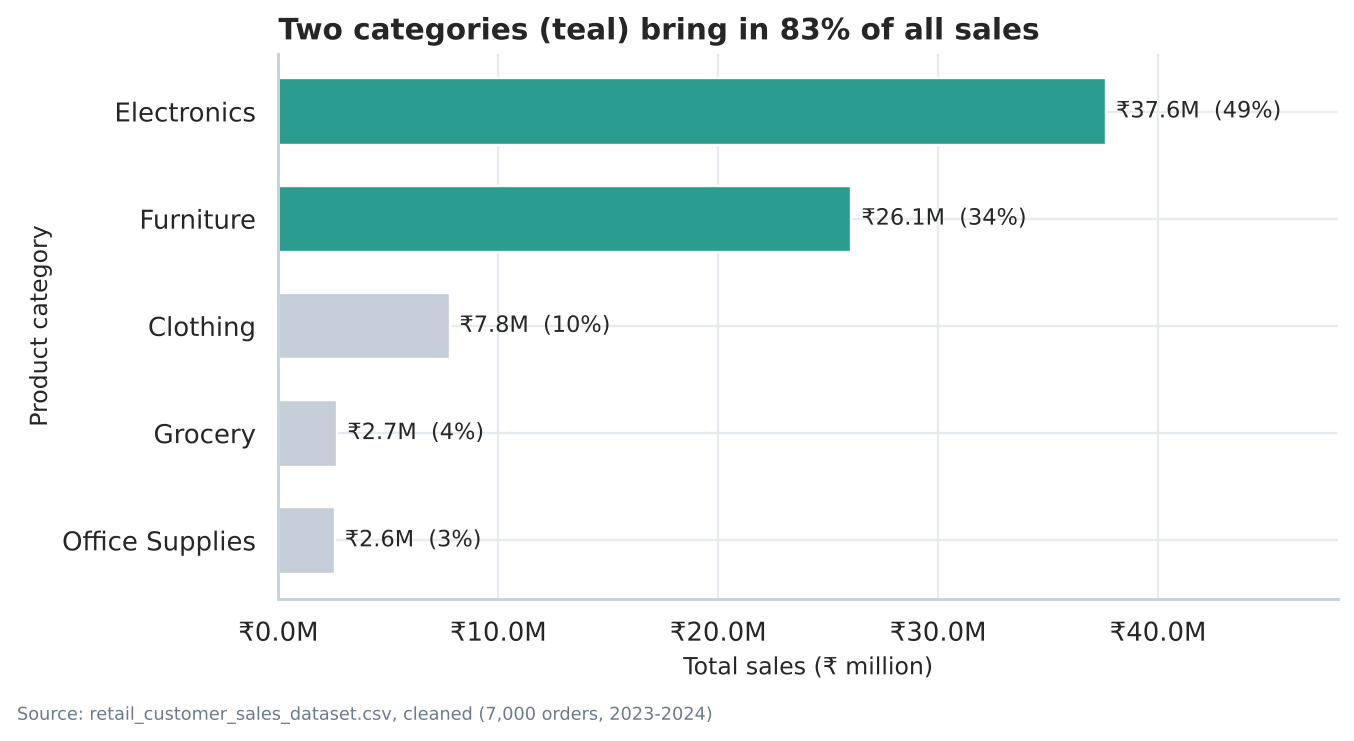 Two categories (teal) bring in 83% of all sales
Electronics
₹37.6M (49%)
Furniture
₹26.1M (34%)
Clothing
₹7.8M (10%)
Grocery
₹2.7M (4%)
Office Supplies
₹2.6M (3%)
Product category
₹0.0M ₹10.0M ₹20.0M ₹30.0M ₹40.0M
Total sales (₹ million)
Source: retail_customer_sales_dataset.csv, cleaned (7,000 orders, 2023-2024)